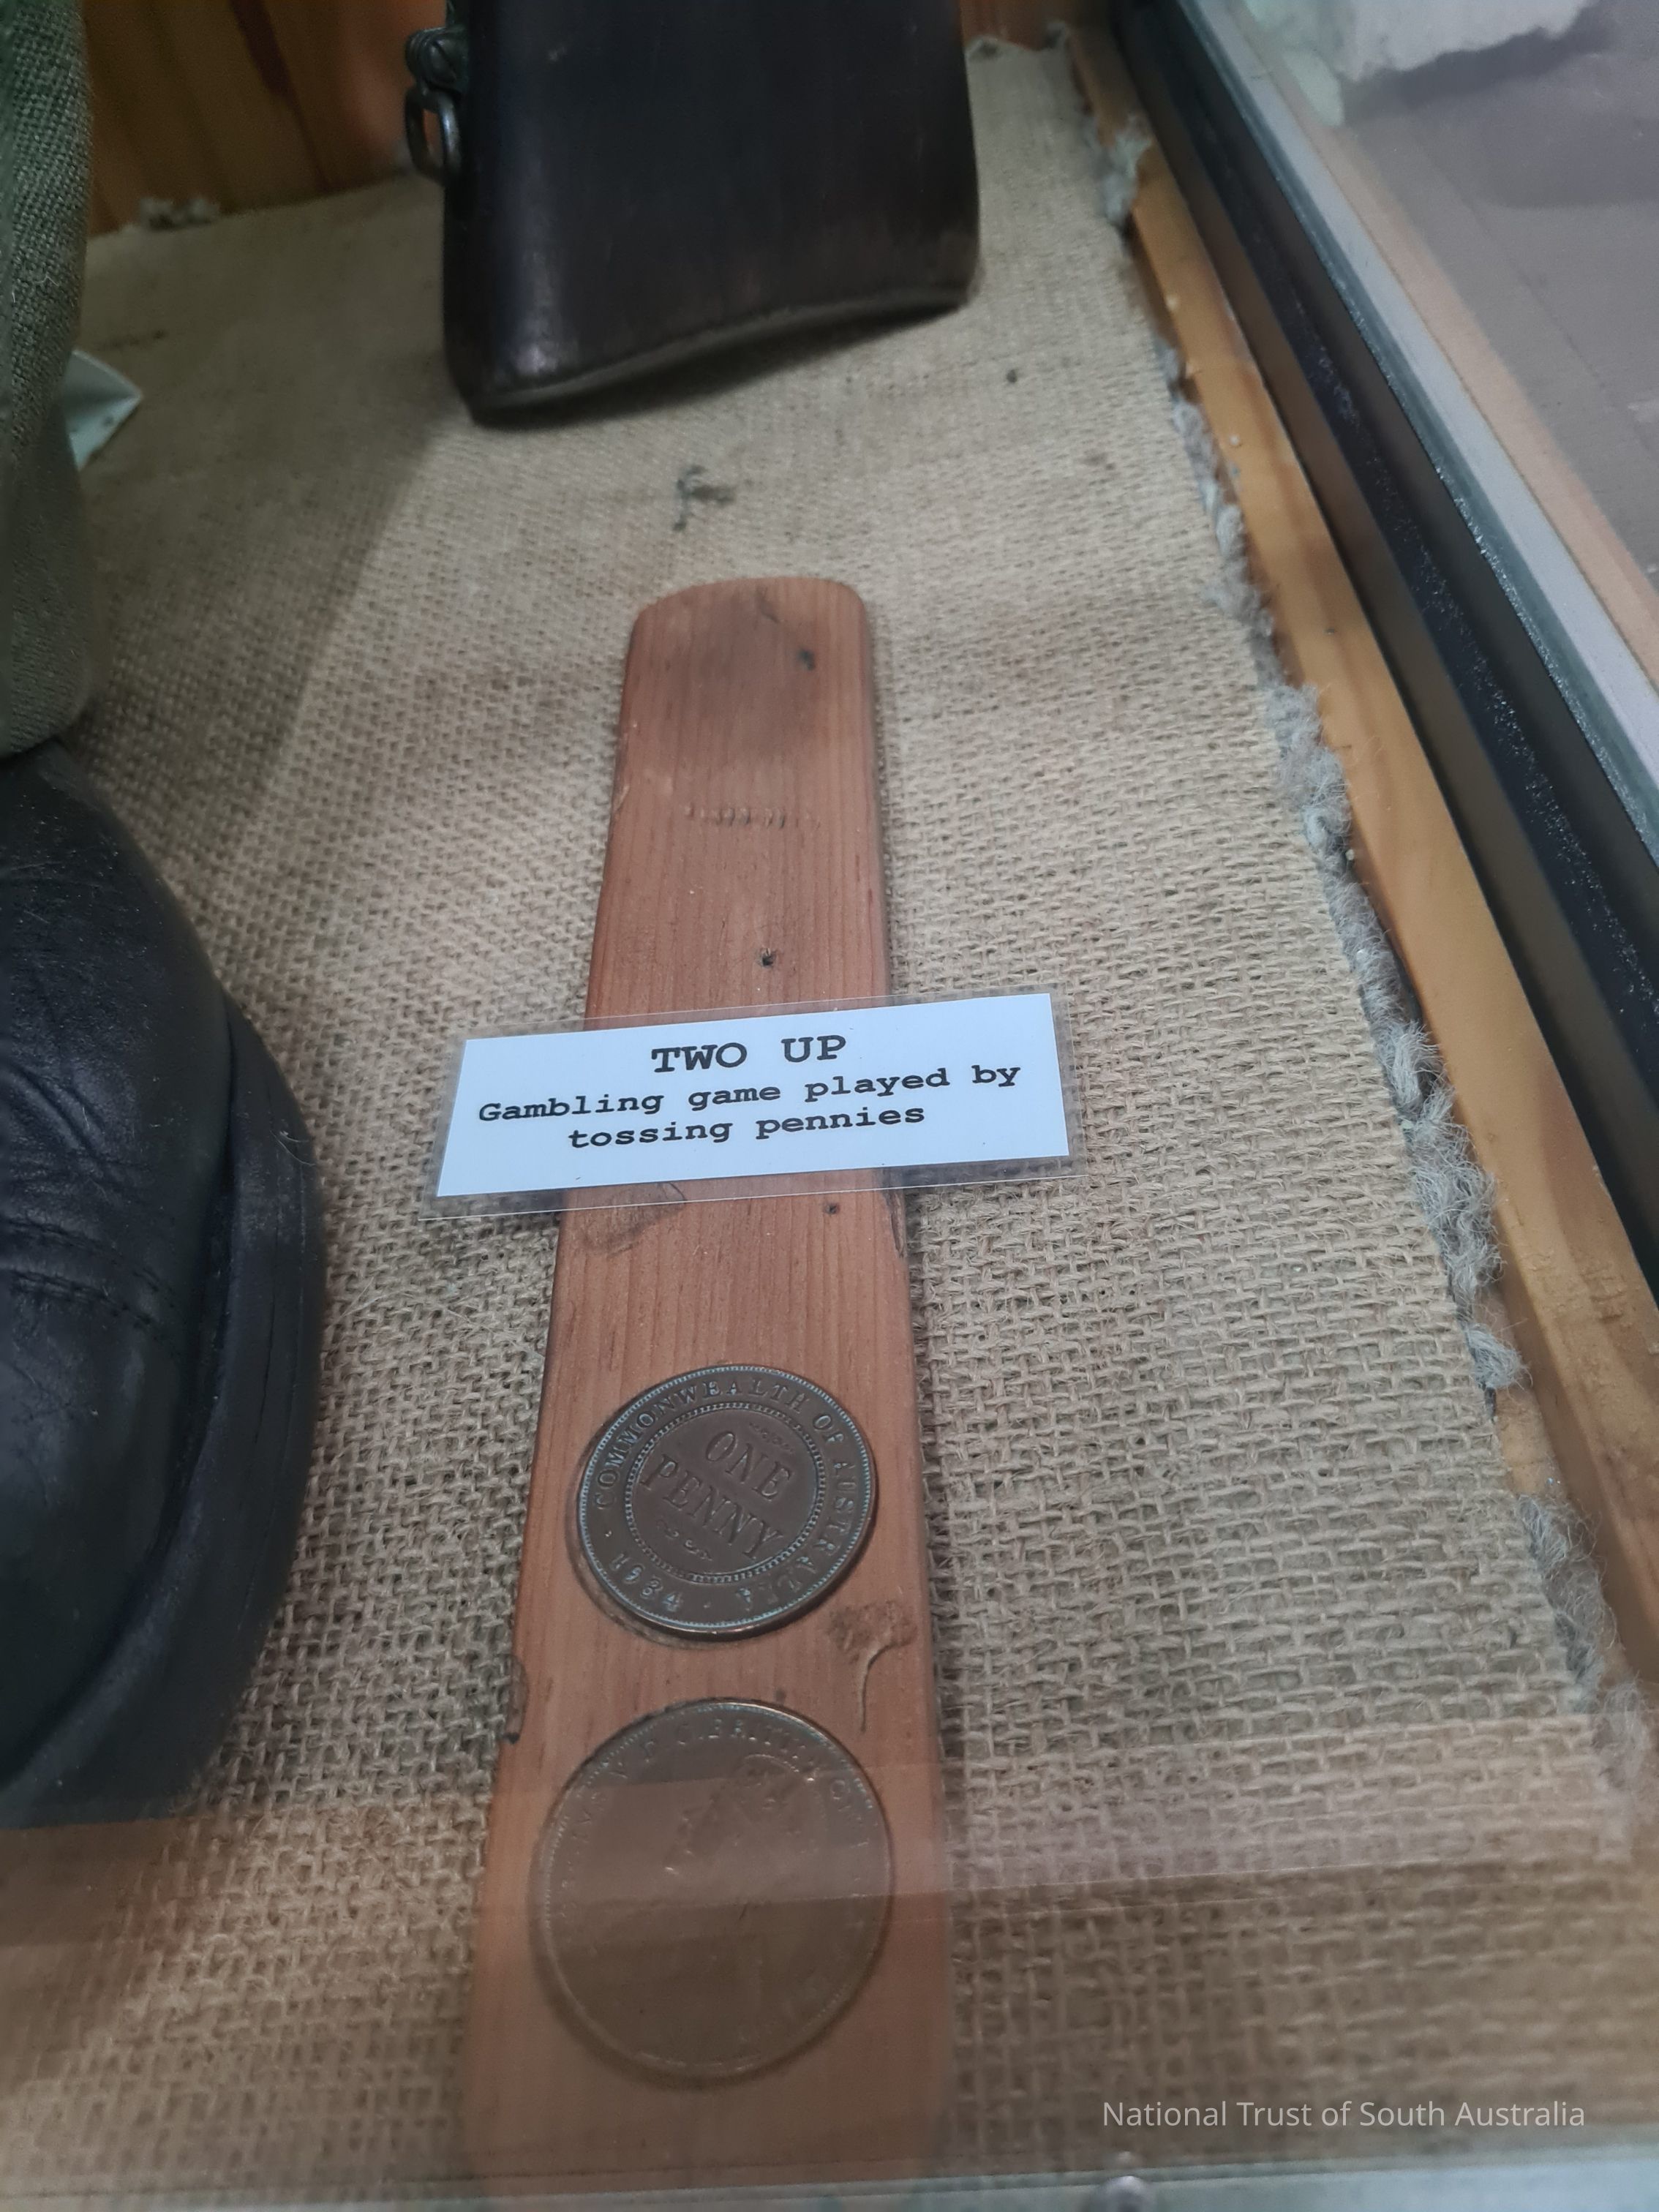 TWO UP
Gambling game played by
tossing pennies
COMMONWEALTH OF AUSTRALIA
ONE
PENNY
1934
National Trust of South Australia